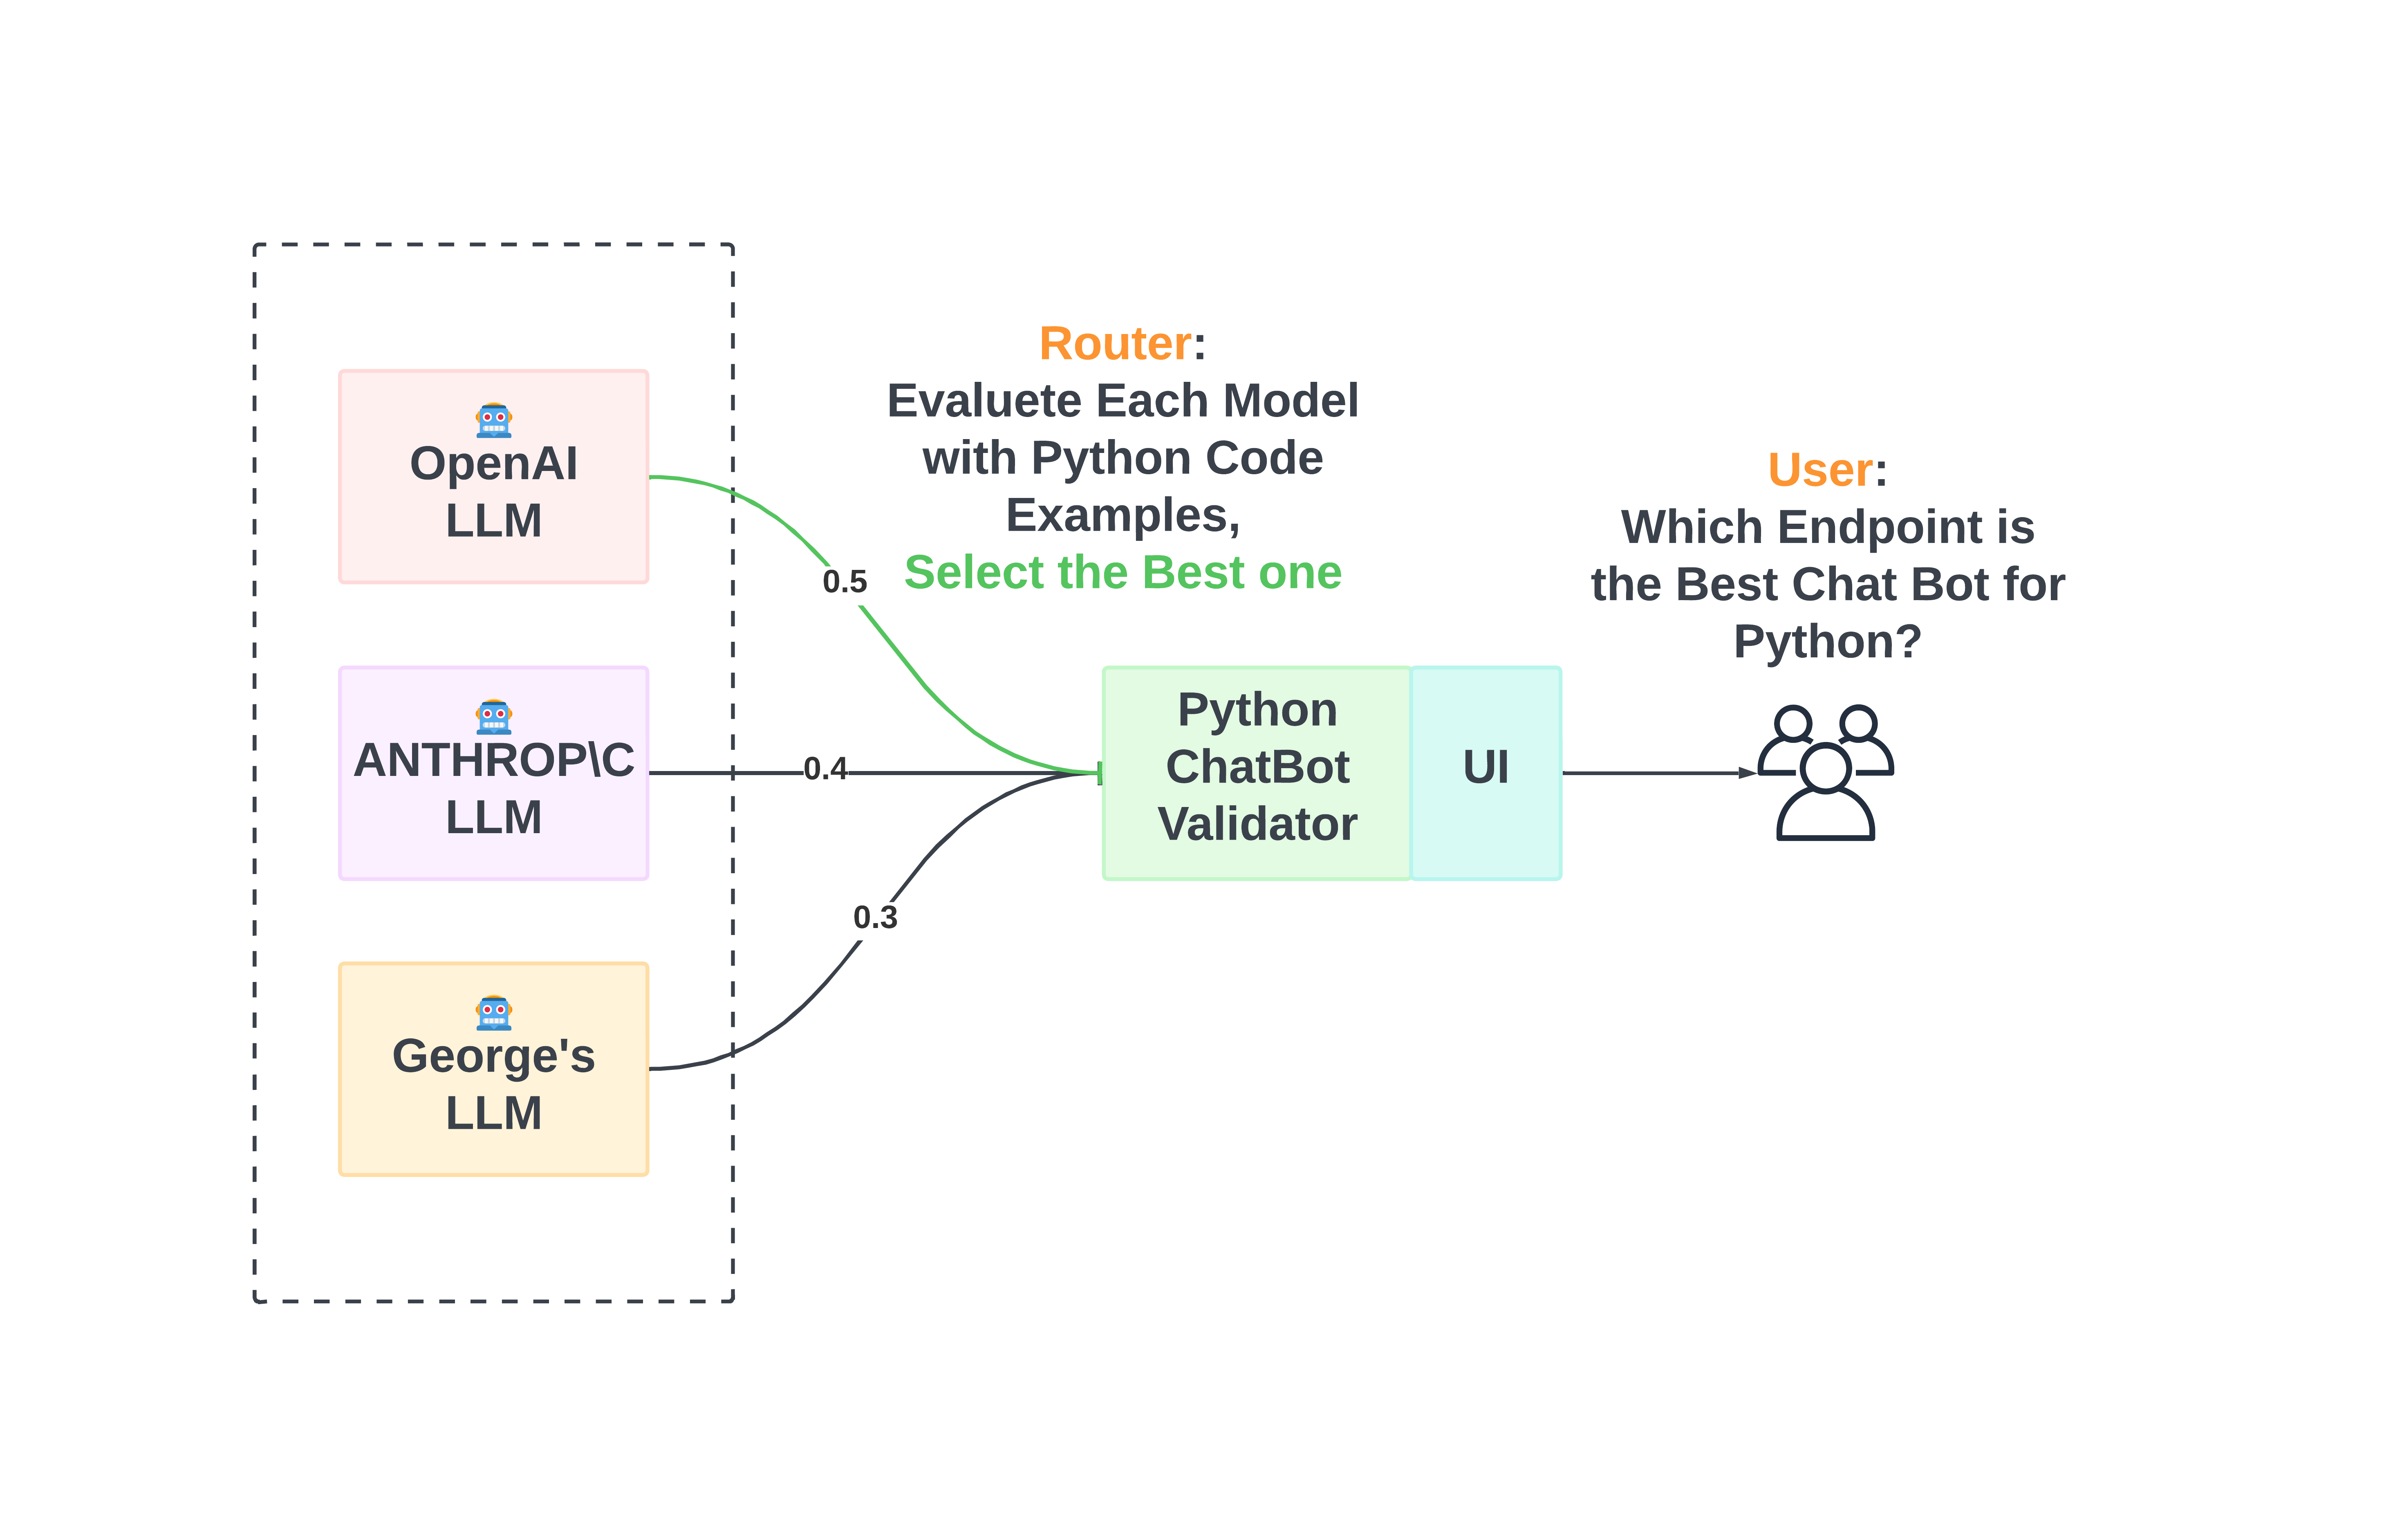 OpenAI
LLM
ANTHROP\C
LLM
George's
LLM
0.5
0.4
0.3
Router:
Evaluete Each Model
with Python Code
Examples,
Select the Best one
Python
ChatBot
Validator
UI
User:
Which Endpoint is
the Best Chat Bot for
Python?